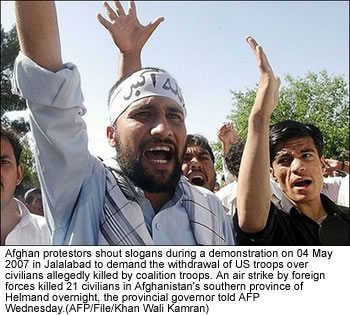 الله اکبر
Afghan protestors shout slogans during a demonstration on 04 May
2007 in Jalalabad to demand the withdrawal of US troops over
civilians allegedly killed by coalition troops. An air strike by foreign
forces killed 21 civilians in Afghanistan's southern province of
Helmand overnight, the provincial governor told AFP
Wednesday.(AFP/File/Khan Wali Kamran)